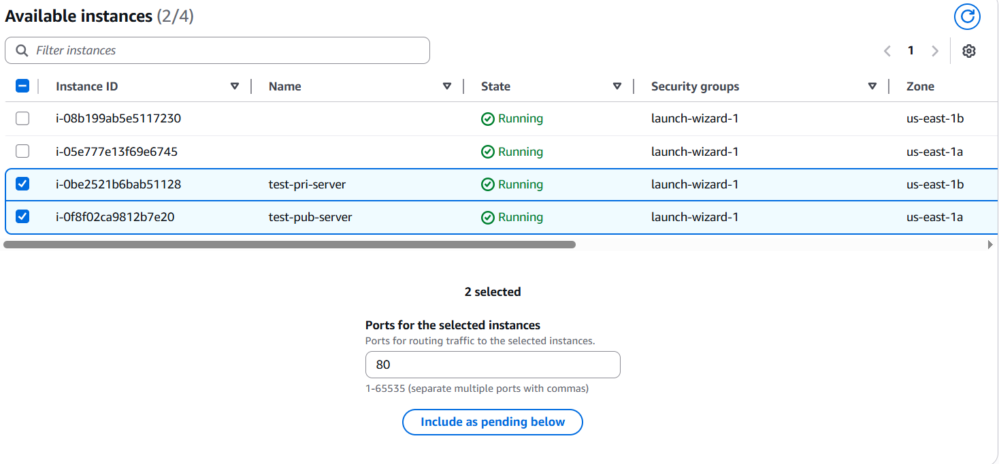 Available instances (2/4)
Filter instances
1
Instance ID Name State Security groups Zone
i-08b199ab5e5117230 Running launch-wizard-1 us-east-1b
i-05e777e13f69e6745 Running launch-wizard-1 us-east-1a
i-0be2521b6bab51128 test-pri-server Running launch-wizard-1 us-east-1b
i-0f8f02ca9812b7e20 test-pub-server Running launch-wizard-1 us-east-1a
2 selected
Ports for the selected instances
Ports for routing traffic to the selected instances.
80
1-65535 (separate multiple ports with commas)
Include as pending below